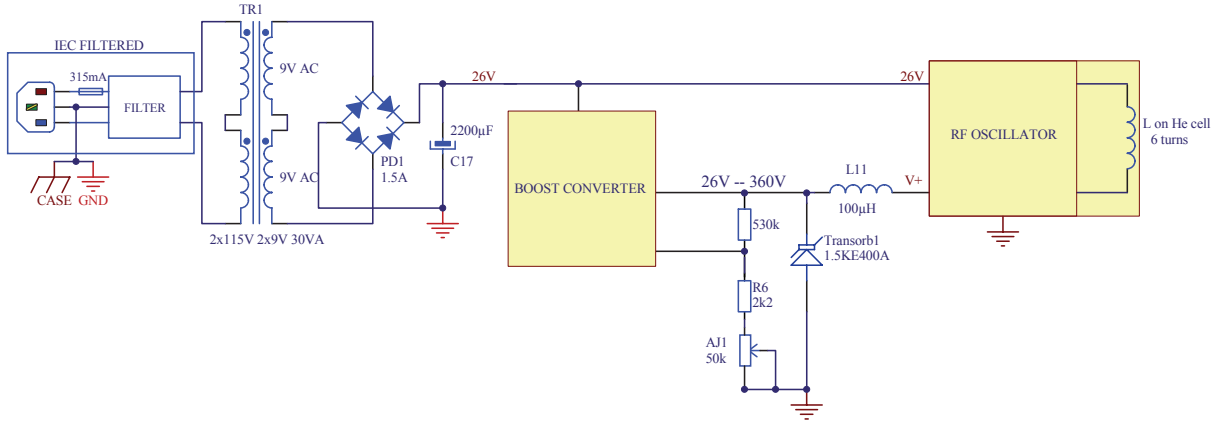 TR1
IEC FILTERED
315mA
FILTER
CASE
GND
9V AC
9V AC
2x115V 2x9V 30VA
PD1
1.5A
26V
2200µF
C17
BOOST CONVERTER
26V -- 360V
530k
R6
2k2
AJ1
50k
Transorb1
1.5KE400A
L11
100µH
26V
V+
RF OSCILLATOR
L on He cell
6 turns